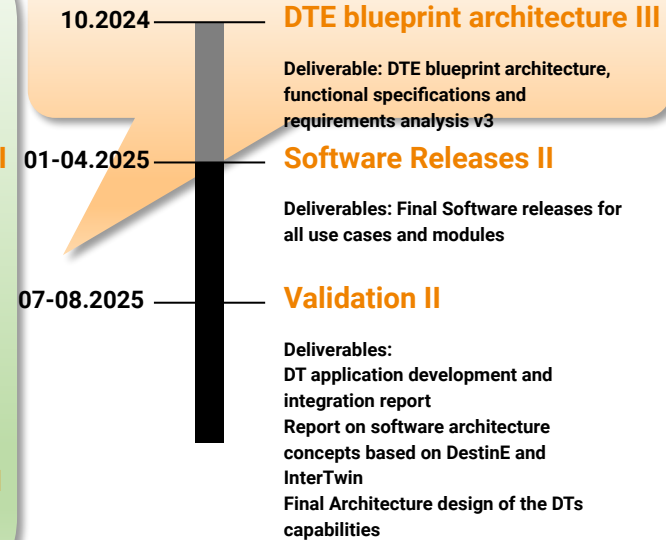 10.2024
DTE blueprint architecture III
Deliverable: DTE blueprint architecture,
functional specifications and
requirements analysis v3
01-04.2025
Software Releases II
Deliverables: Final Software releases for
all use cases and modules
07-08.2025
Validation II
Deliverables:
DT application development and
integration report
Report on software architecture
concepts based on DestinE and
InterTwin
Final Architecture design of the DTs
capabilities